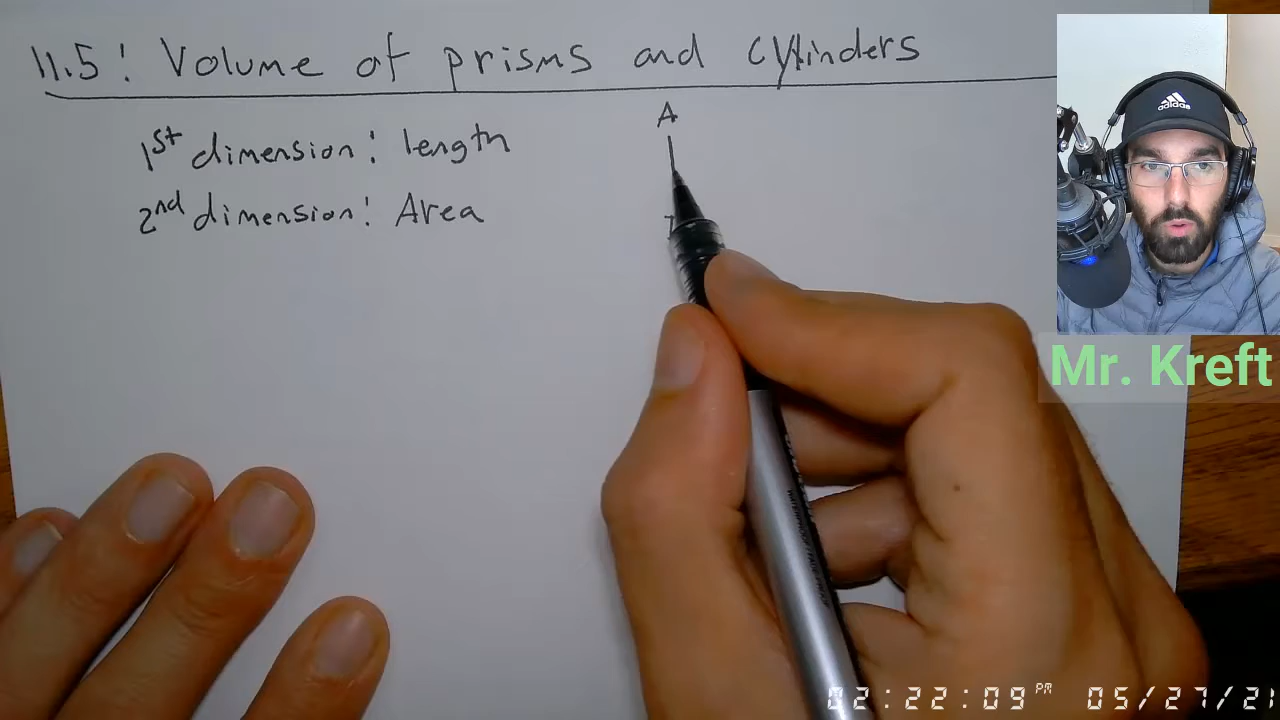 11.5: Volume of prisms and cylinders
1st dimension: length
2nd dimension: Area
A
adidas
Mr. Kreft
02:22:09 PM 05/27/21